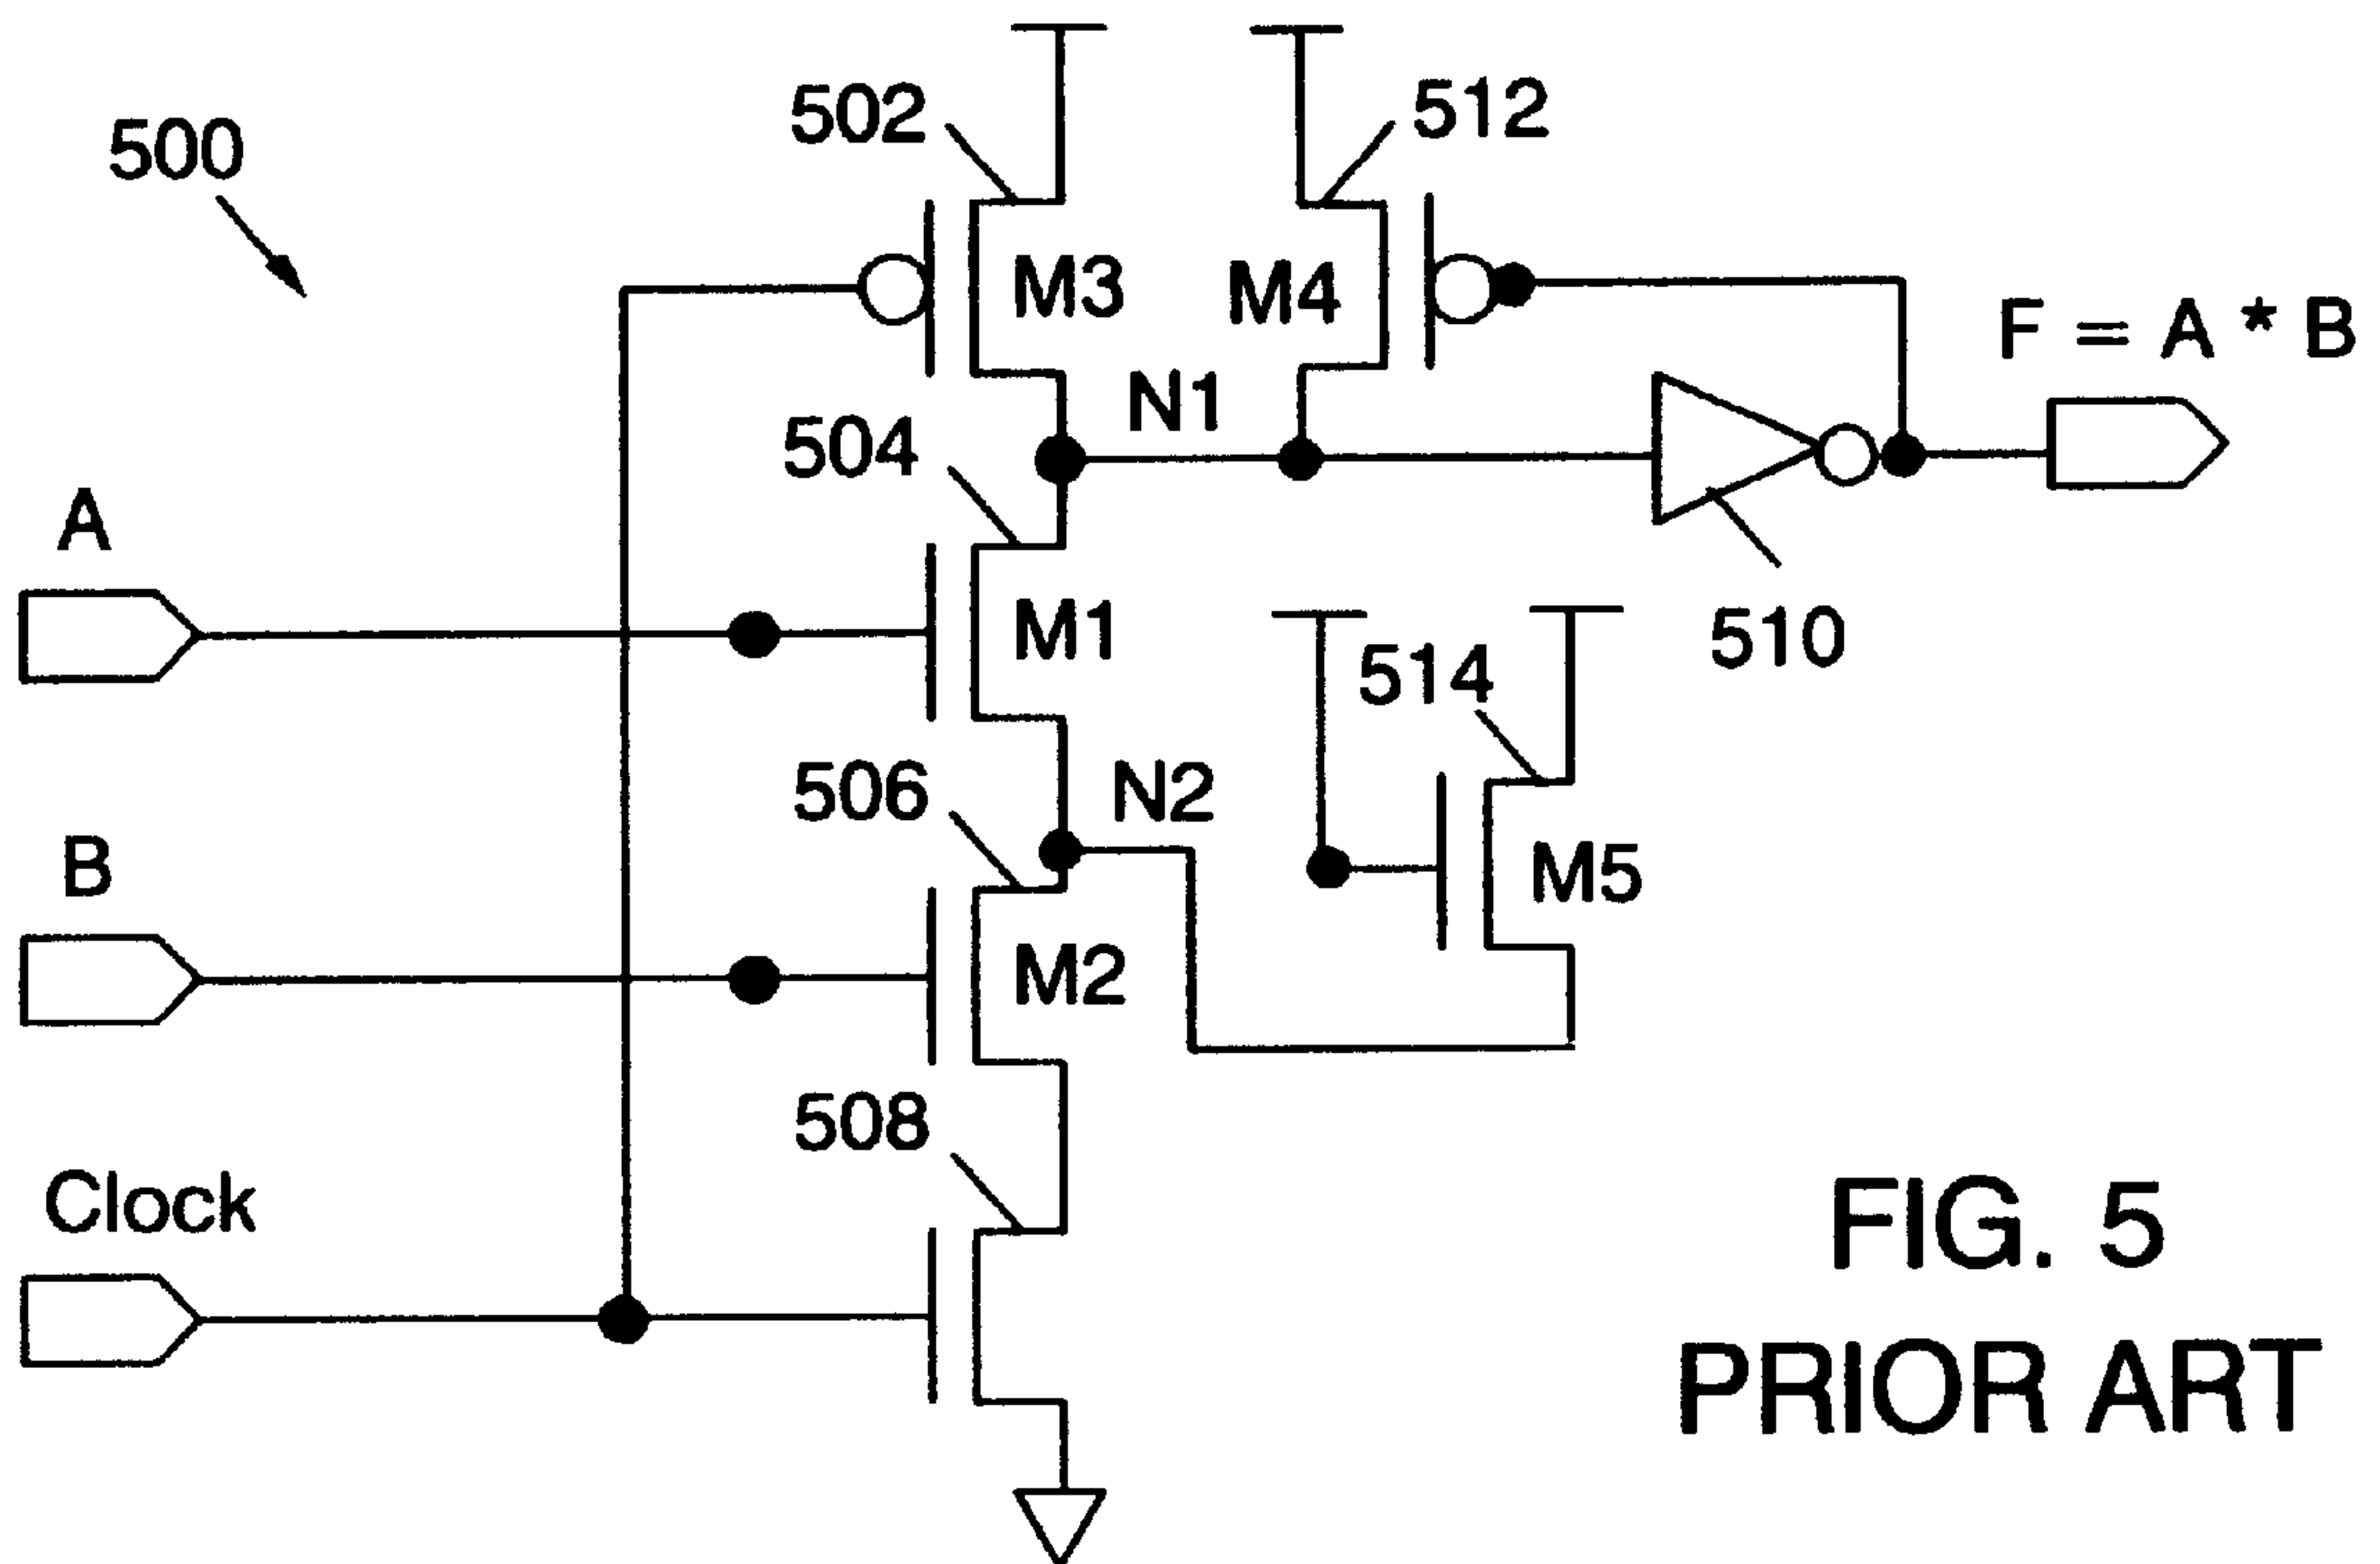 500
502
512
M3
M4
F = A * B
N1
504
A
M1
510
514
506
N2
B
M5
M2
508
Clock
FIG. 5
PRIOR ART